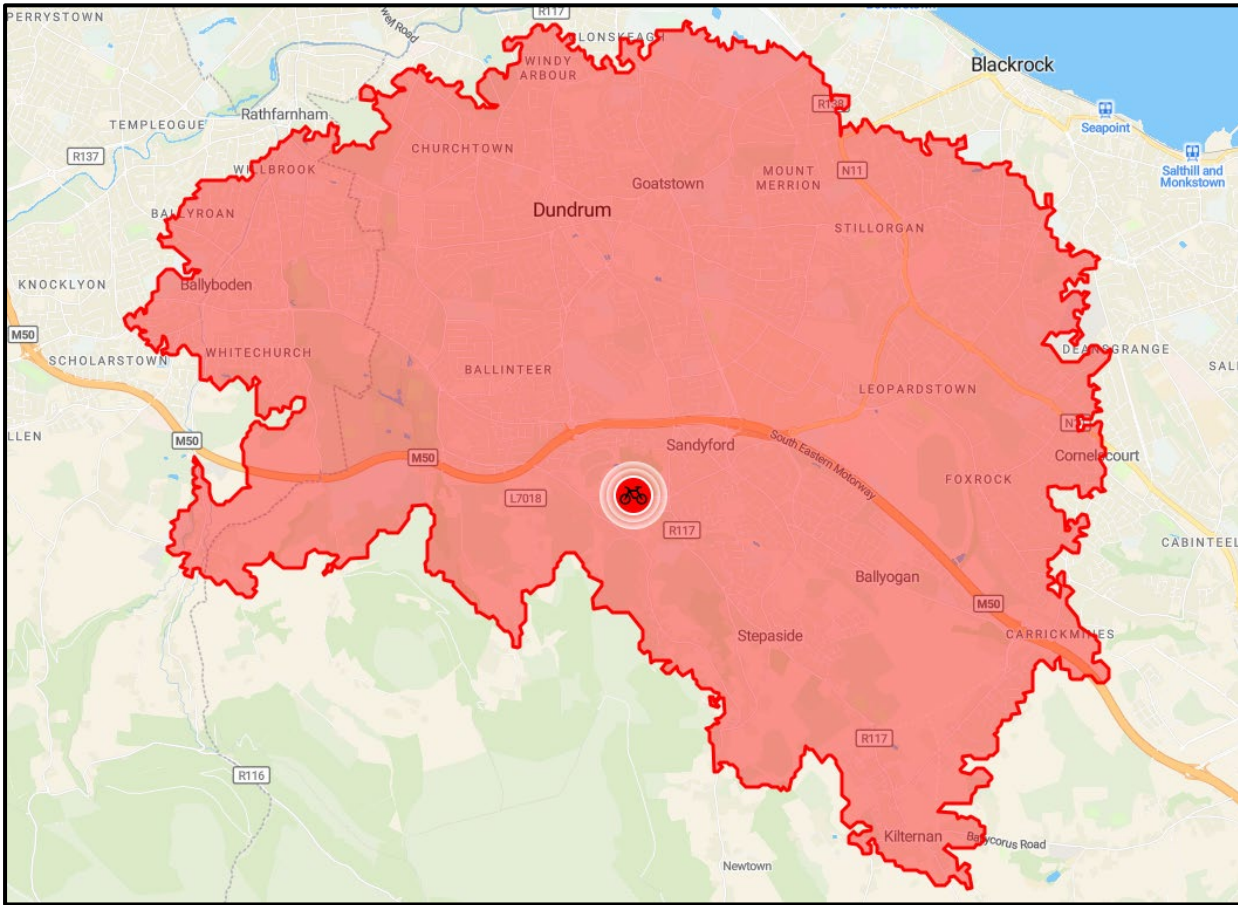 PERRYSTOWN
R117
CLONSKEAGH
WINDY
ARBOUR
Blackrock
Rathfarnham
R138
Seapoint
TEMPLEOGUE
R137
CHURCHTOWN
Salthill and
Monkstown
WILLBROOK
Goatstown
MOUNT
MERRION
N11
BALLYROAN
Dundrum
STILLORGAN
KNOCKLYON
Ballyboden
M50
SCHOLARSTOWN
WHITECHURCH
BALLINTEER
DEANSGRANGE
LEOPARDSTOWN
M50
M50
Sandyford
South Eastern Motorway
Cornelscourt
FOXROCK
L7018
R117
CABINTEEL
Ballyogan
M50
Stepaside
CARRICKMINES
R117
R116
Kilternan
Ballycorus Road
Newtown